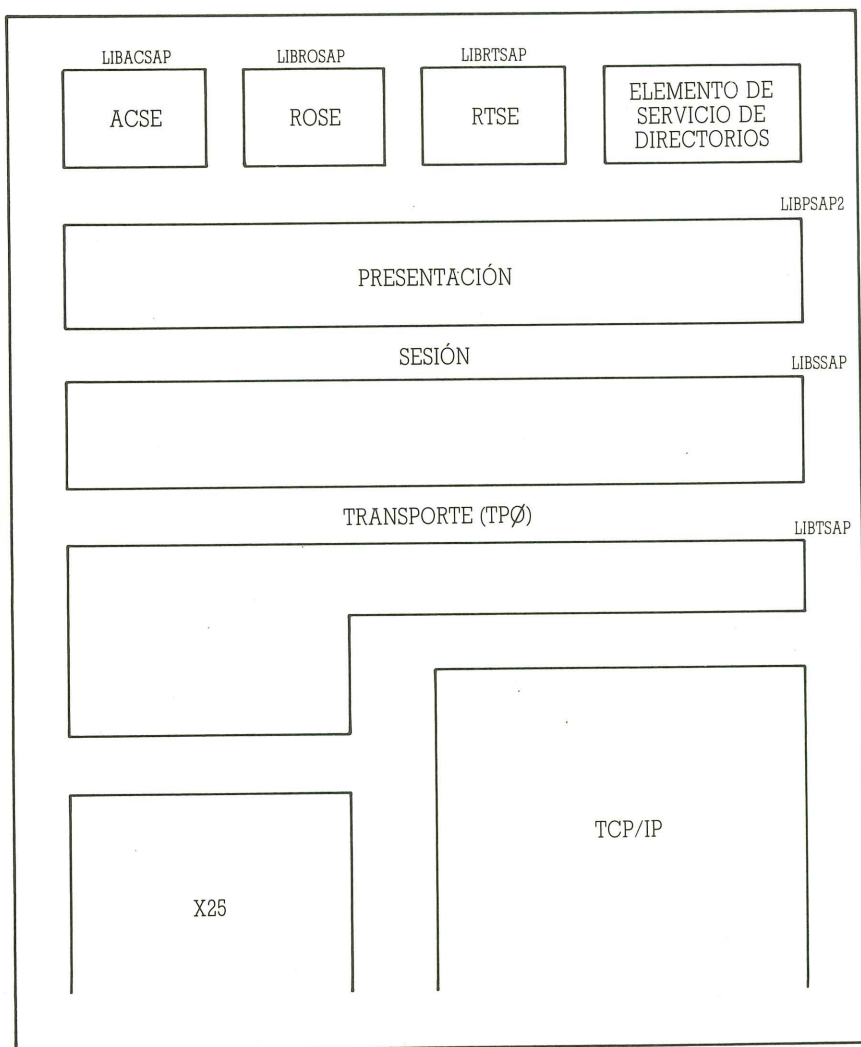 LIBACSAP
LIBROSAP
LIBRTSAP
ACSE
ROSE
RTSE
ELEMENTO DE
SERVICIO DE
DIRECTORIOS
LIBPSAP2
PRESENTACIÓN
SESIÓN
LIBSSAP
TRANSPORTE (TPØ)
LIBTSAP
TCP/IP
X25